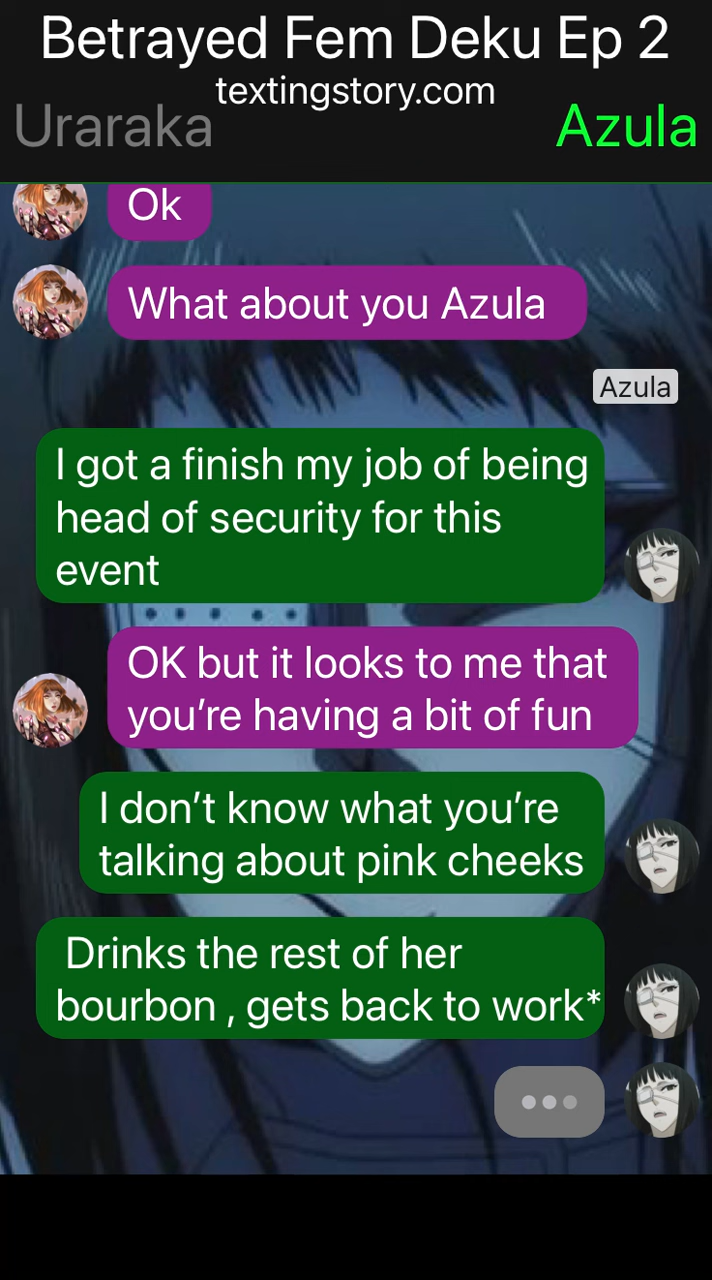 Betrayed Fem Deku Ep 2
textingstory.com
Uraraka
Azula
Ok
What about you Azula
Azula
I got a finish my job of being
head of security for this
event
OK but it looks to me that
you’re having a bit of fun
I don’t know what you’re
talking about pink cheeks
Drinks the rest of her
bourbon , gets back to work*